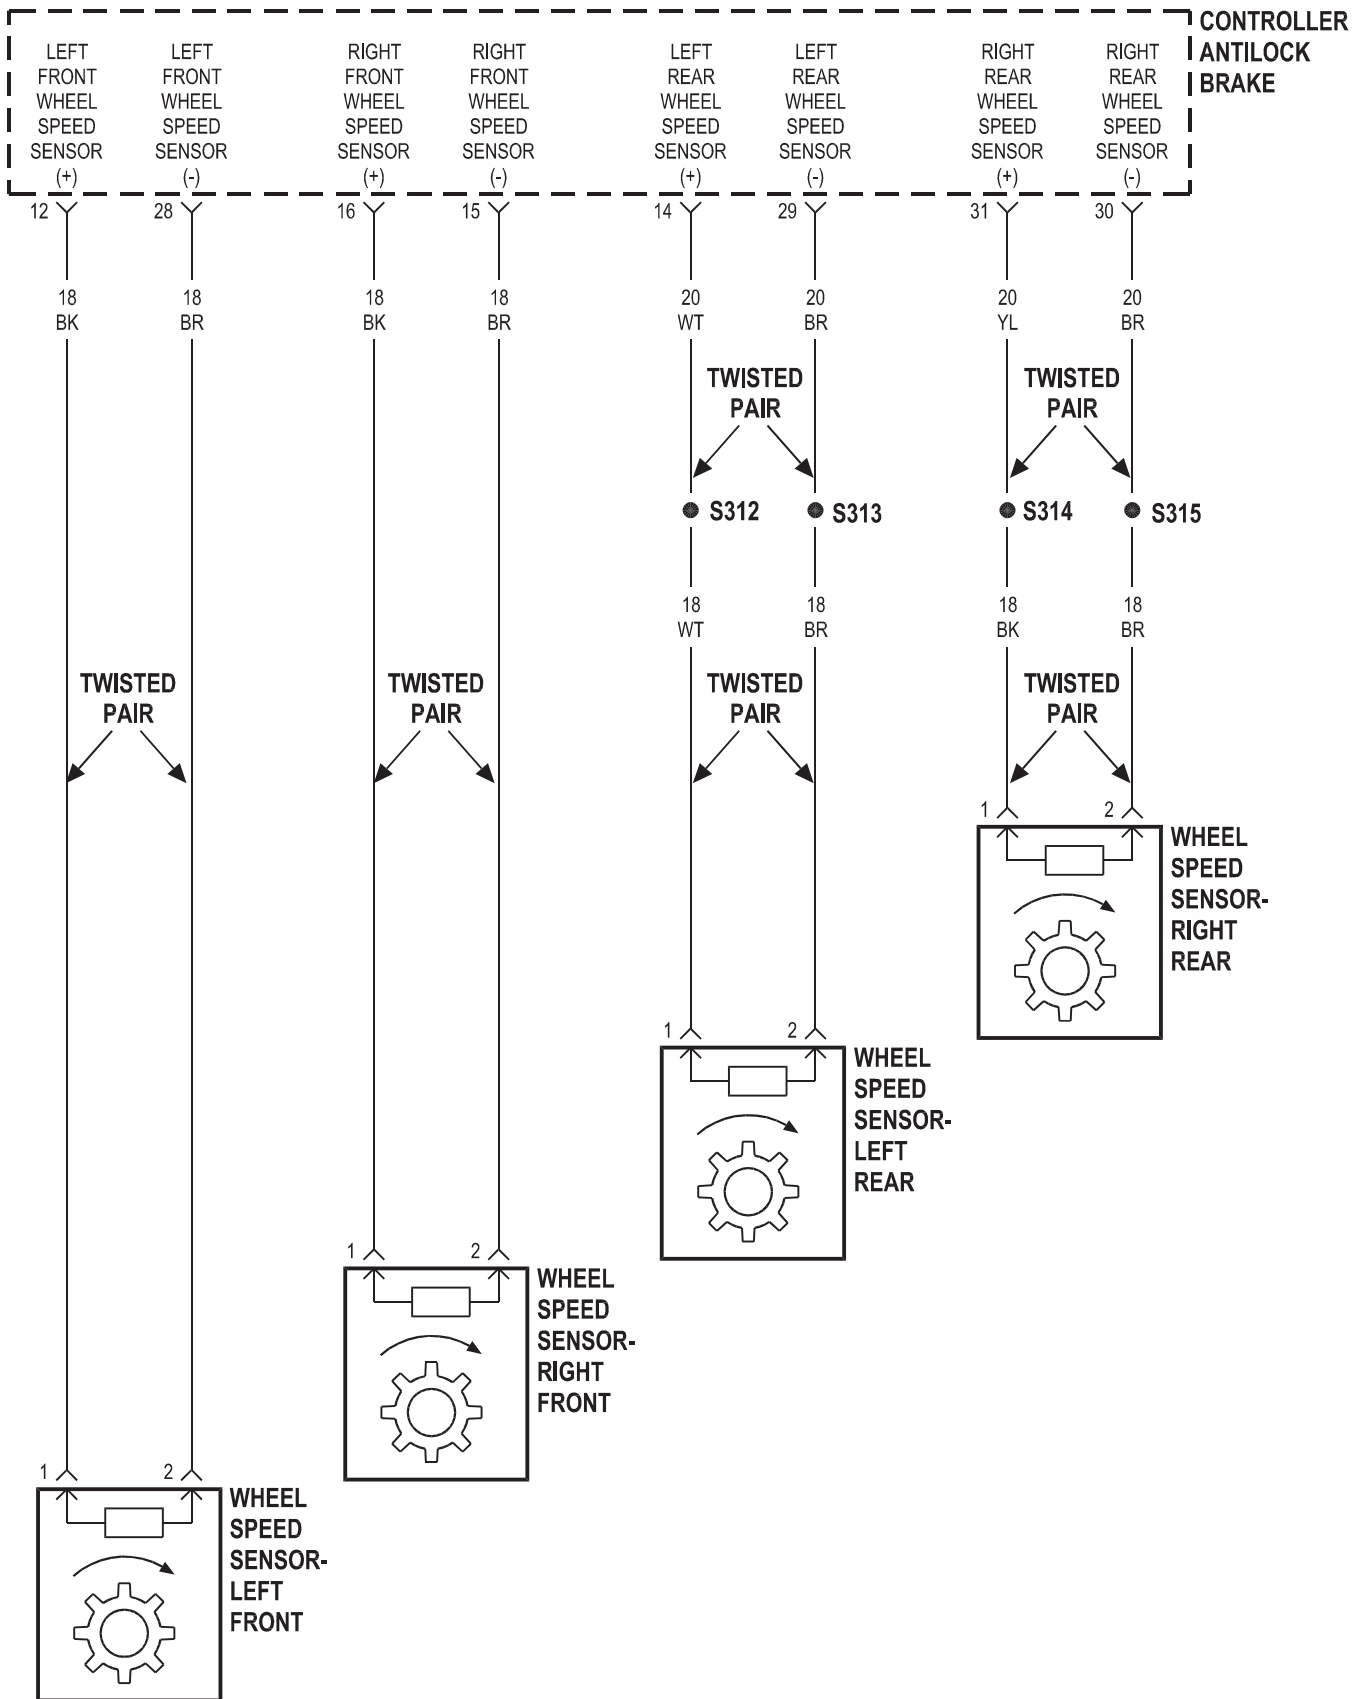 CONTROLLER
ANTILOCK
BRAKE
LEFT
FRONT
WHEEL
SPEED
SENSOR
(+)
LEFT
FRONT
WHEEL
SPEED
SENSOR
(-)
RIGHT
FRONT
WHEEL
SPEED
SENSOR
(+)
RIGHT
FRONT
WHEEL
SPEED
SENSOR
(-)
LEFT
REAR
WHEEL
SPEED
SENSOR
(+)
LEFT
REAR
WHEEL
SPEED
SENSOR
(-)
RIGHT
REAR
WHEEL
SPEED
SENSOR
(+)
RIGHT
REAR
WHEEL
SPEED
SENSOR
(-)
12
28
16
15
14
29
31
30
18
BK
18
BR
18
BK
18
BR
20
WT
20
BR
20
YL
20
BR
TWISTED
PAIR
TWISTED
PAIR
S312
S313
S314
S315
18
WT
18
BR
18
BK
18
BR
TWISTED
PAIR
TWISTED
PAIR
TWISTED
PAIR
TWISTED
PAIR
1
2
WHEEL
SPEED
SENSOR-
RIGHT
REAR
1
2
WHEEL
SPEED
SENSOR-
LEFT
REAR
1
2
WHEEL
SPEED
SENSOR-
RIGHT
FRONT
1
2
WHEEL
SPEED
SENSOR-
LEFT
FRONT